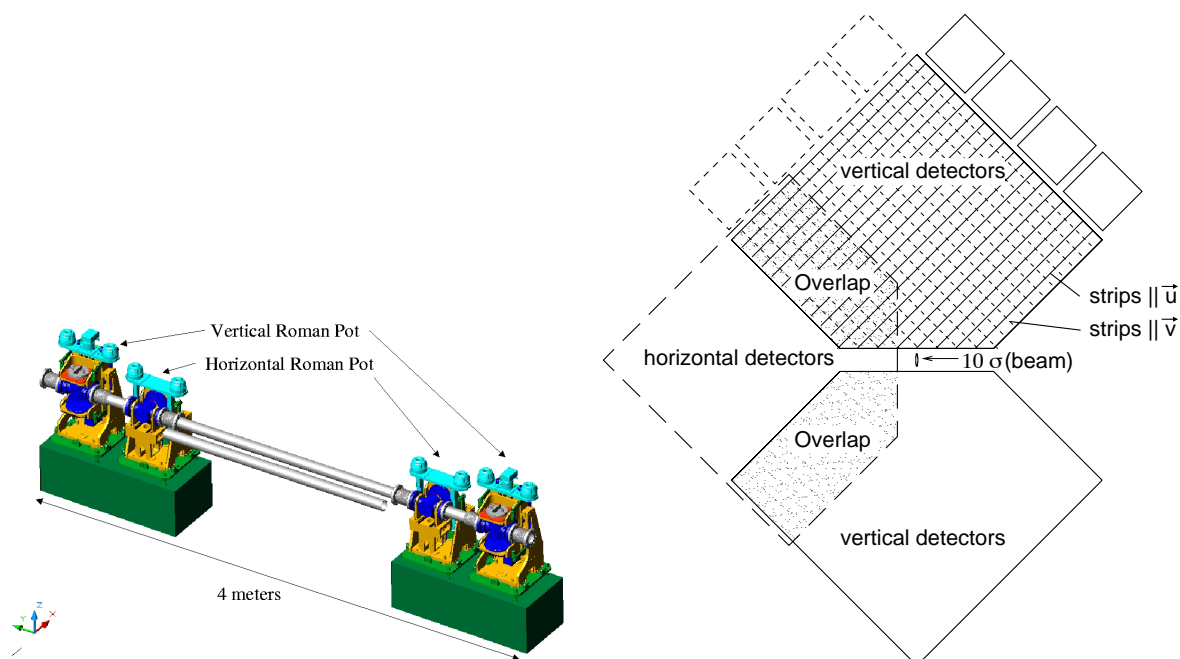 Vertical Roman Pot
Horizontal Roman Pot
4 meters
Z
X
Y
vertical detectors
Overlap
strips || u
strips || v
horizontal detectors
10 σ(beam)
Overlap
vertical detectors